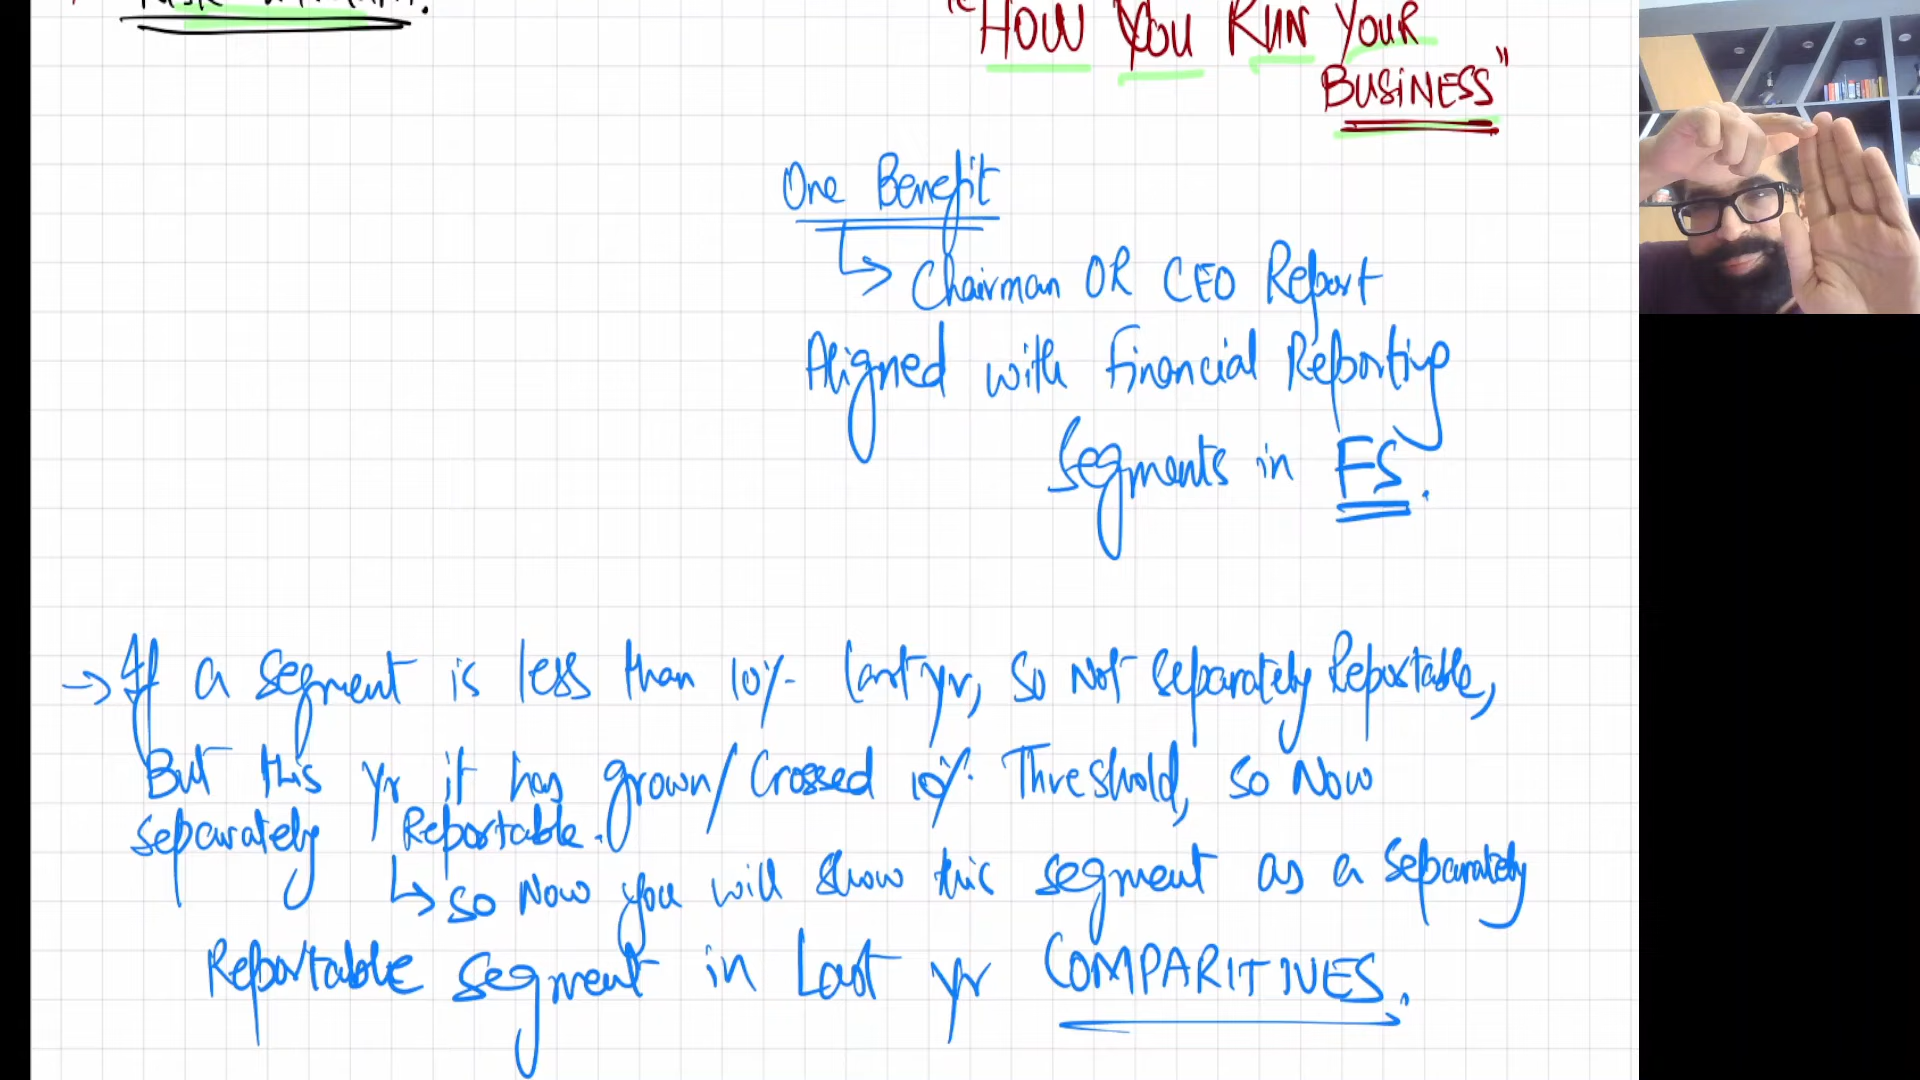 "HOW YOU RUN YOUR
BUSINESS"
One Benefit
↳ Chairman OR CEO Report
Aligned with Financial Reporting
Segments in FS.
→ If a segment is less than 10% last yr, so Not separately Reportable,
But this yr it has grown/crossed 10% Threshold, so Now
separately Reportable.
↳ so Now you will show this segment as a separately
Reportable segment in Last yr COMPARITIVES.